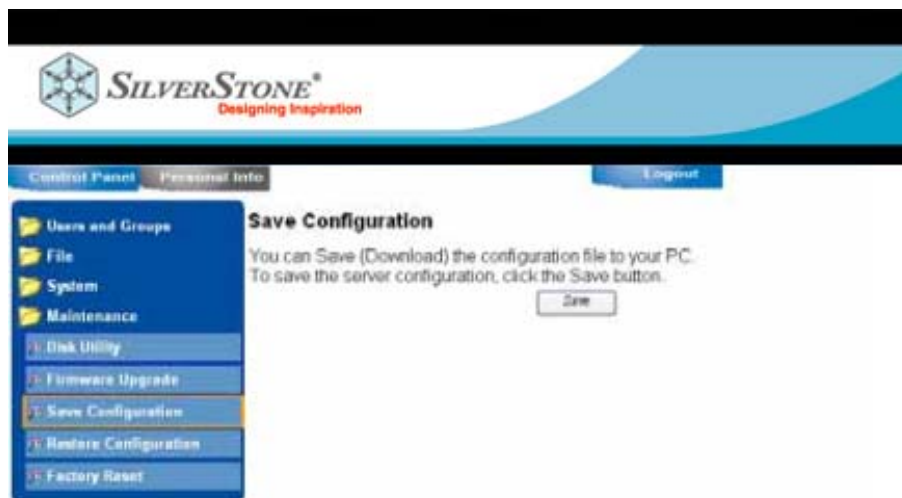 SILVERSTONE®
Designing Inspiration
Control Panel
Personal Info
Logout
Users and Groups
File
System
Maintenance
Disk Utility
Firmware Upgrade
Save Configuration
Restore Configuration
Factory Reset
Save Configuration
You can Save (Download) the configuration file to your PC.
To save the server configuration, click the Save button.
Save